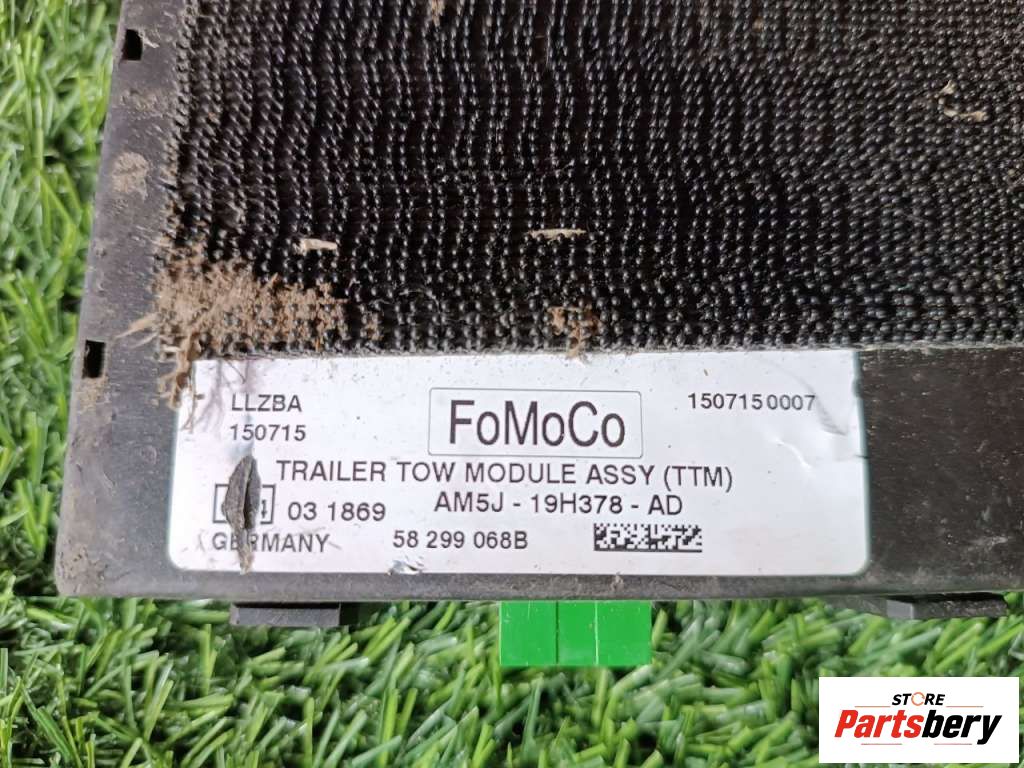 LLZBA
150715
FoMoCo
1507150007
TRAILER TOW MODULE ASSY (TTM)
03 1869
AM5J - 19H378 - AD
GERMANY
58 299 068B
STORE
Partsbery